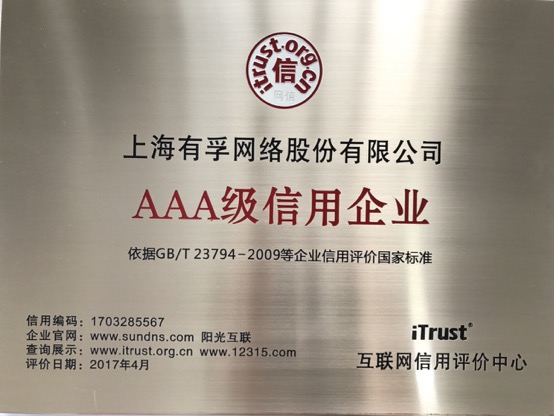 itrust.org.cn
信
网信
上海有孚网络股份有限公司
AAA级信用企业
依据GB/T 23794-2009等企业信用评价国家标准
信用编码：1703285567
企业官网：www.sundns.com 阳光互联
查询展示：www.itrust.org.cn www.12315.com
评价日期：2017年4月
iTrust®
互联网信用评价中心